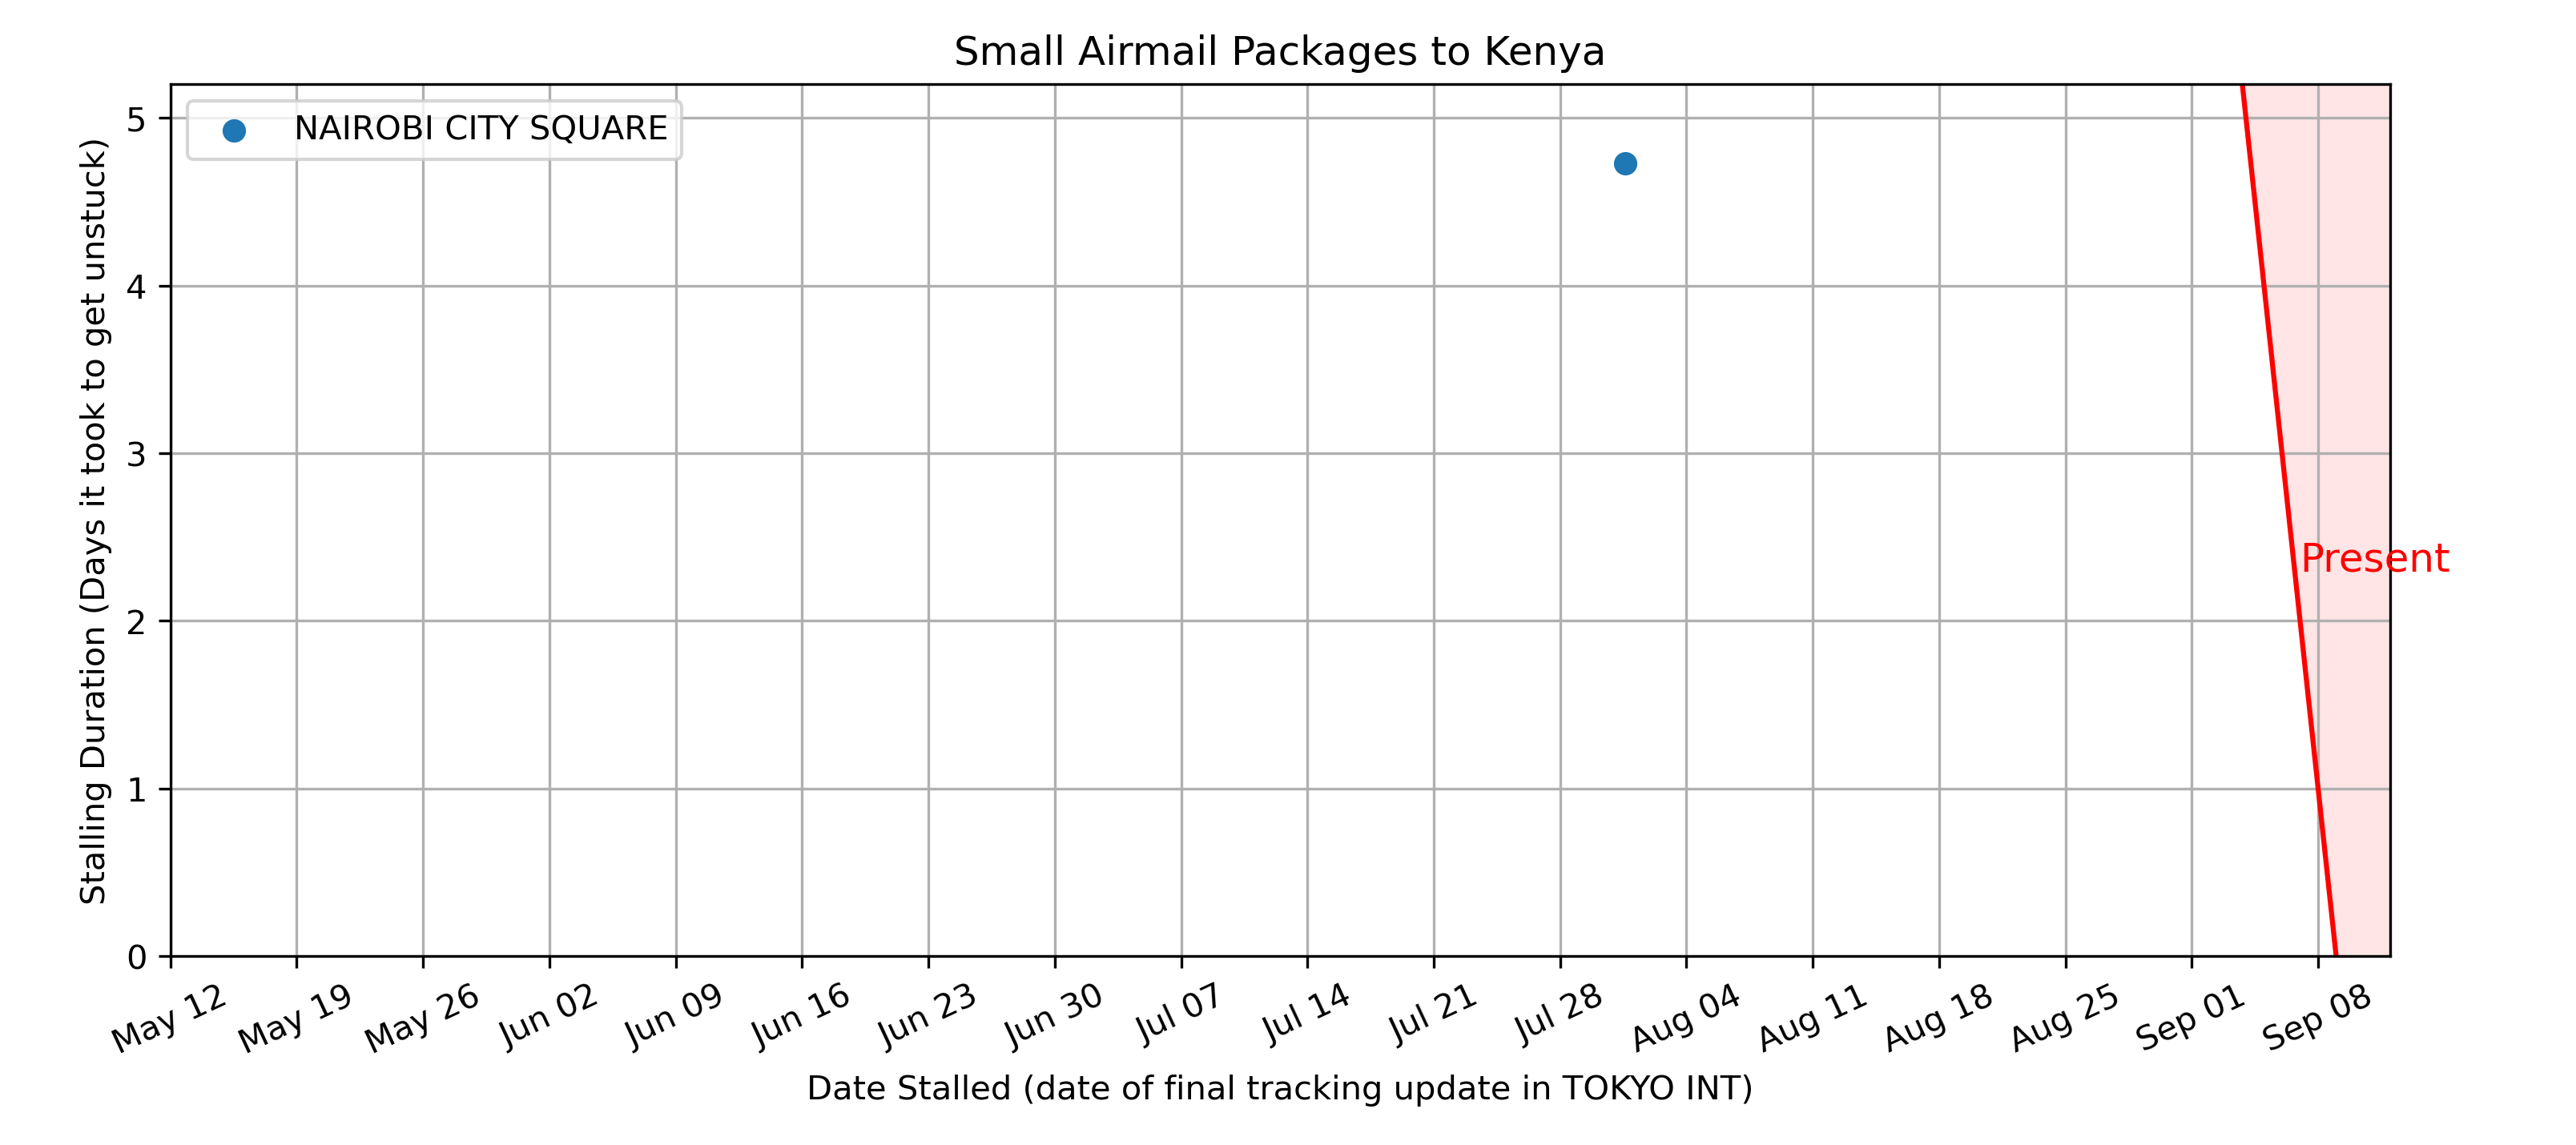 Small Airmail Packages to Kenya
NAIROBI CITY SQUARE
Stalling Duration (Days it took to get unstuck)
5
4
3
2
1
0
Present
May 12
May 19
May 26
Jun 02
Jun 09
Jun 16
Jun 23
Jun 30
Jul 07
Jul 14
Jul 21
Jul 28
Aug 04
Aug 11
Aug 18
Aug 25
Sep 01
Sep 08
Date Stalled (date of final tracking update in TOKYO INT)